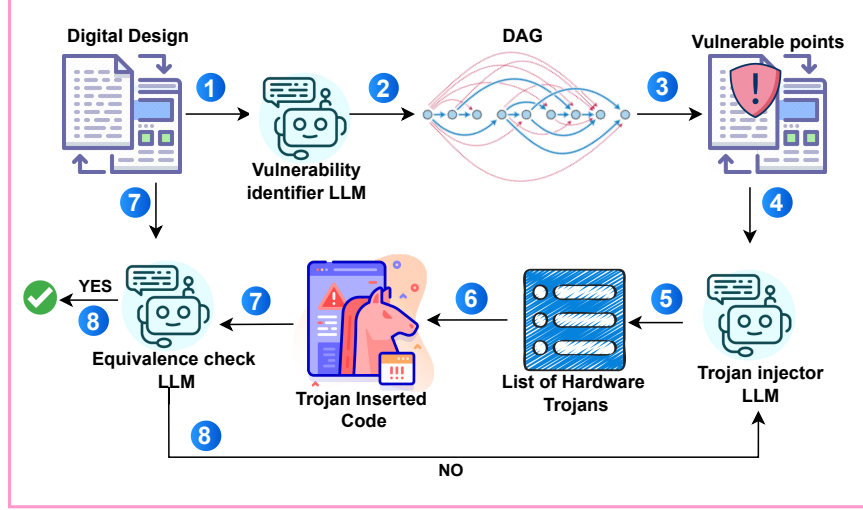 Digital Design
DAG
Vulnerable points
1
2
3
Vulnerability
identifier LLM
7
4
YES
8
7
6
5
Equivalence check
LLM
Trojan Inserted
Code
List of Hardware
Trojans
Trojan injector
LLM
8
NO